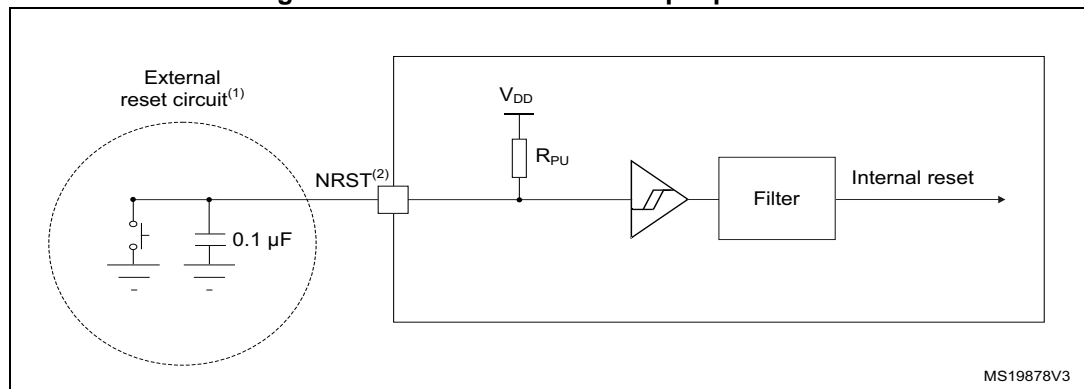 External
reset circuit(1)
VDD
RPU
NRST(2)
Filter
Internal reset
0.1 µF
MS19878V3